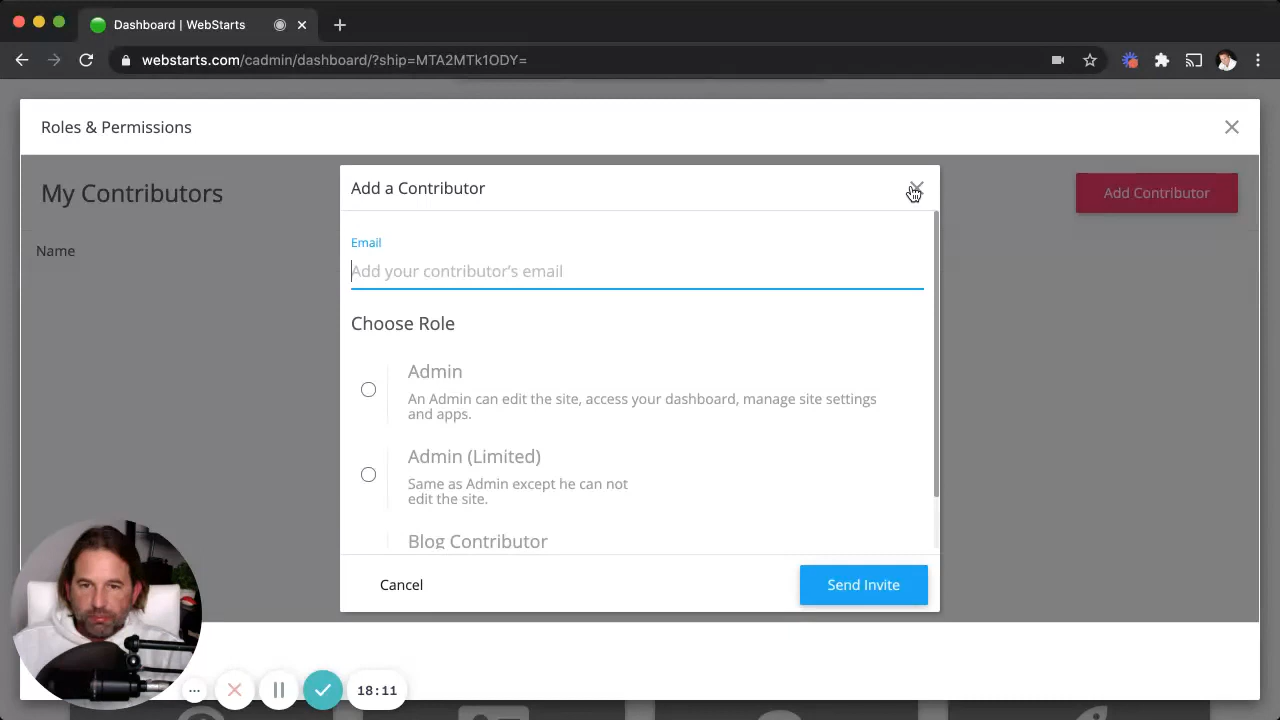 Dashboard | WebStarts
webstarts.com/cadmin/dashboard/?ship=MTA2MTk1ODY=
Roles & Permissions
My Contributors
Add Contributor
Name
Add a Contributor
Email
Add your contributor's email
Choose Role
Admin
An Admin can edit the site, access your dashboard, manage site settings
and apps.
Admin (Limited)
Same as Admin except he can not
edit the site.
Blog Contributor
Cancel
Send Invite
18:11